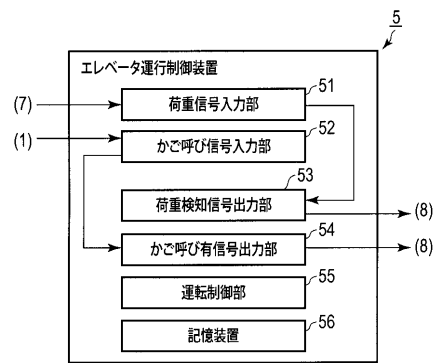 5
エレベータ運行制御装置
51
(7)
荷重信号入力部
52
(1)
かご呼び信号入力部
53
荷重検知信号出力部
(8)
54
かご呼び有信号出力部
(8)
55
運転制御部
56
記憶装置